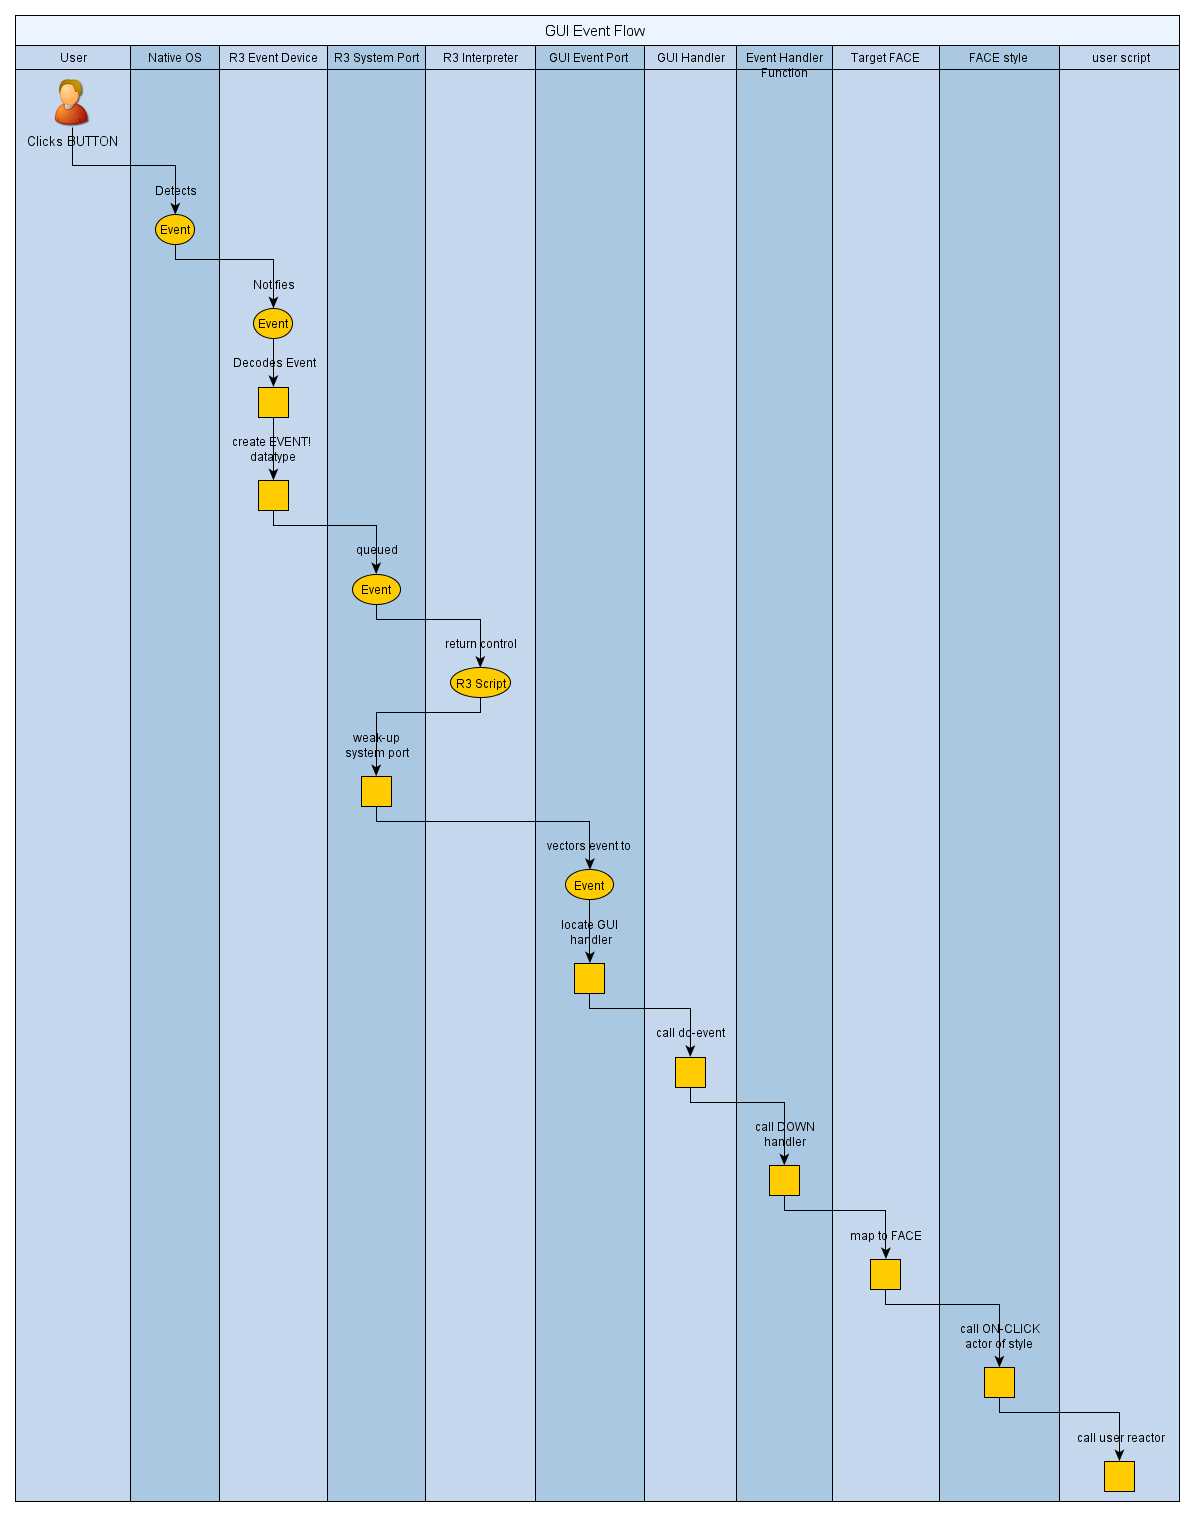 GUI Event Flow
User
Native OS
R3 Event Device
R3 System Port
R3 Interpreter
GUI Event Port
GUI Handler
Event Handler
Function
Target FACE
FACE style
user script
Clicks BUTTON
Detects
Event
Notifies
Event
Decodes Event
create EVENT!
datatype
queued
Event
return control
R3 Script
weak-up
system port
vectors event to
Event
locate GUI
handler
call do-event
call DOWN
handler
map to FACE
call ON-CLICK
actor of style
call user reactor